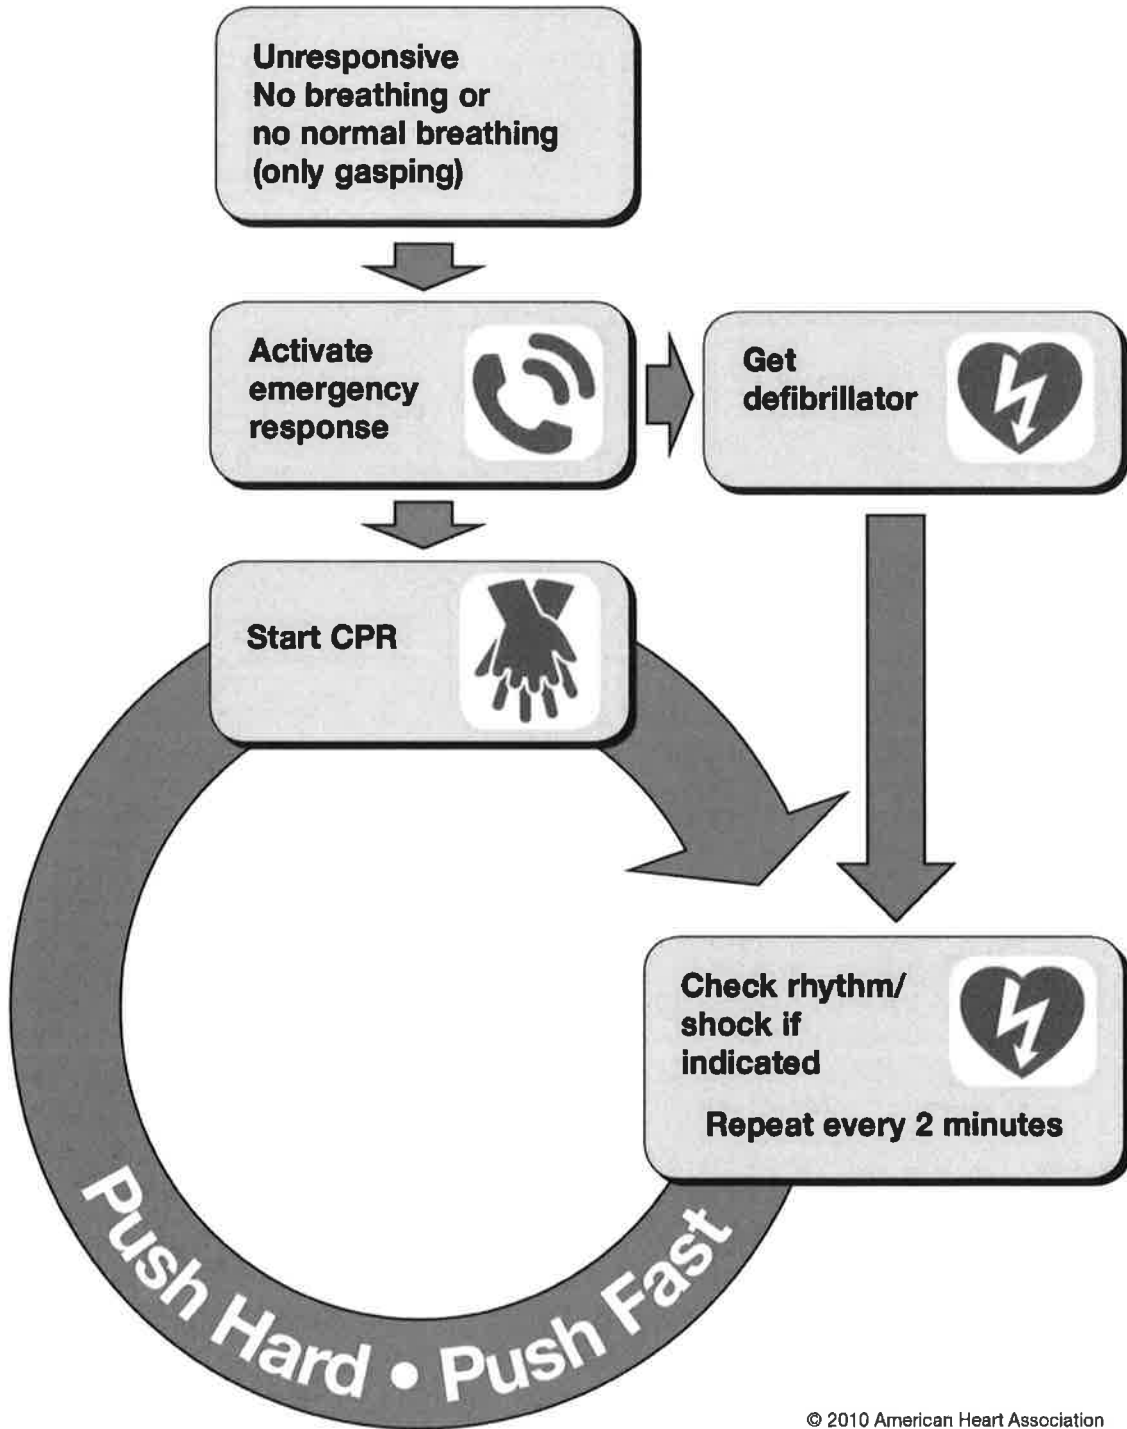 Unresponsive
No breathing or
no normal breathing
(only gasping)
Activate
emergency
response
Get
defibrillator
Start CPR
Check rhythm/
shock if
indicated
Repeat every 2 minutes
Push Hard • Push Fast
© 2010 American Heart Association